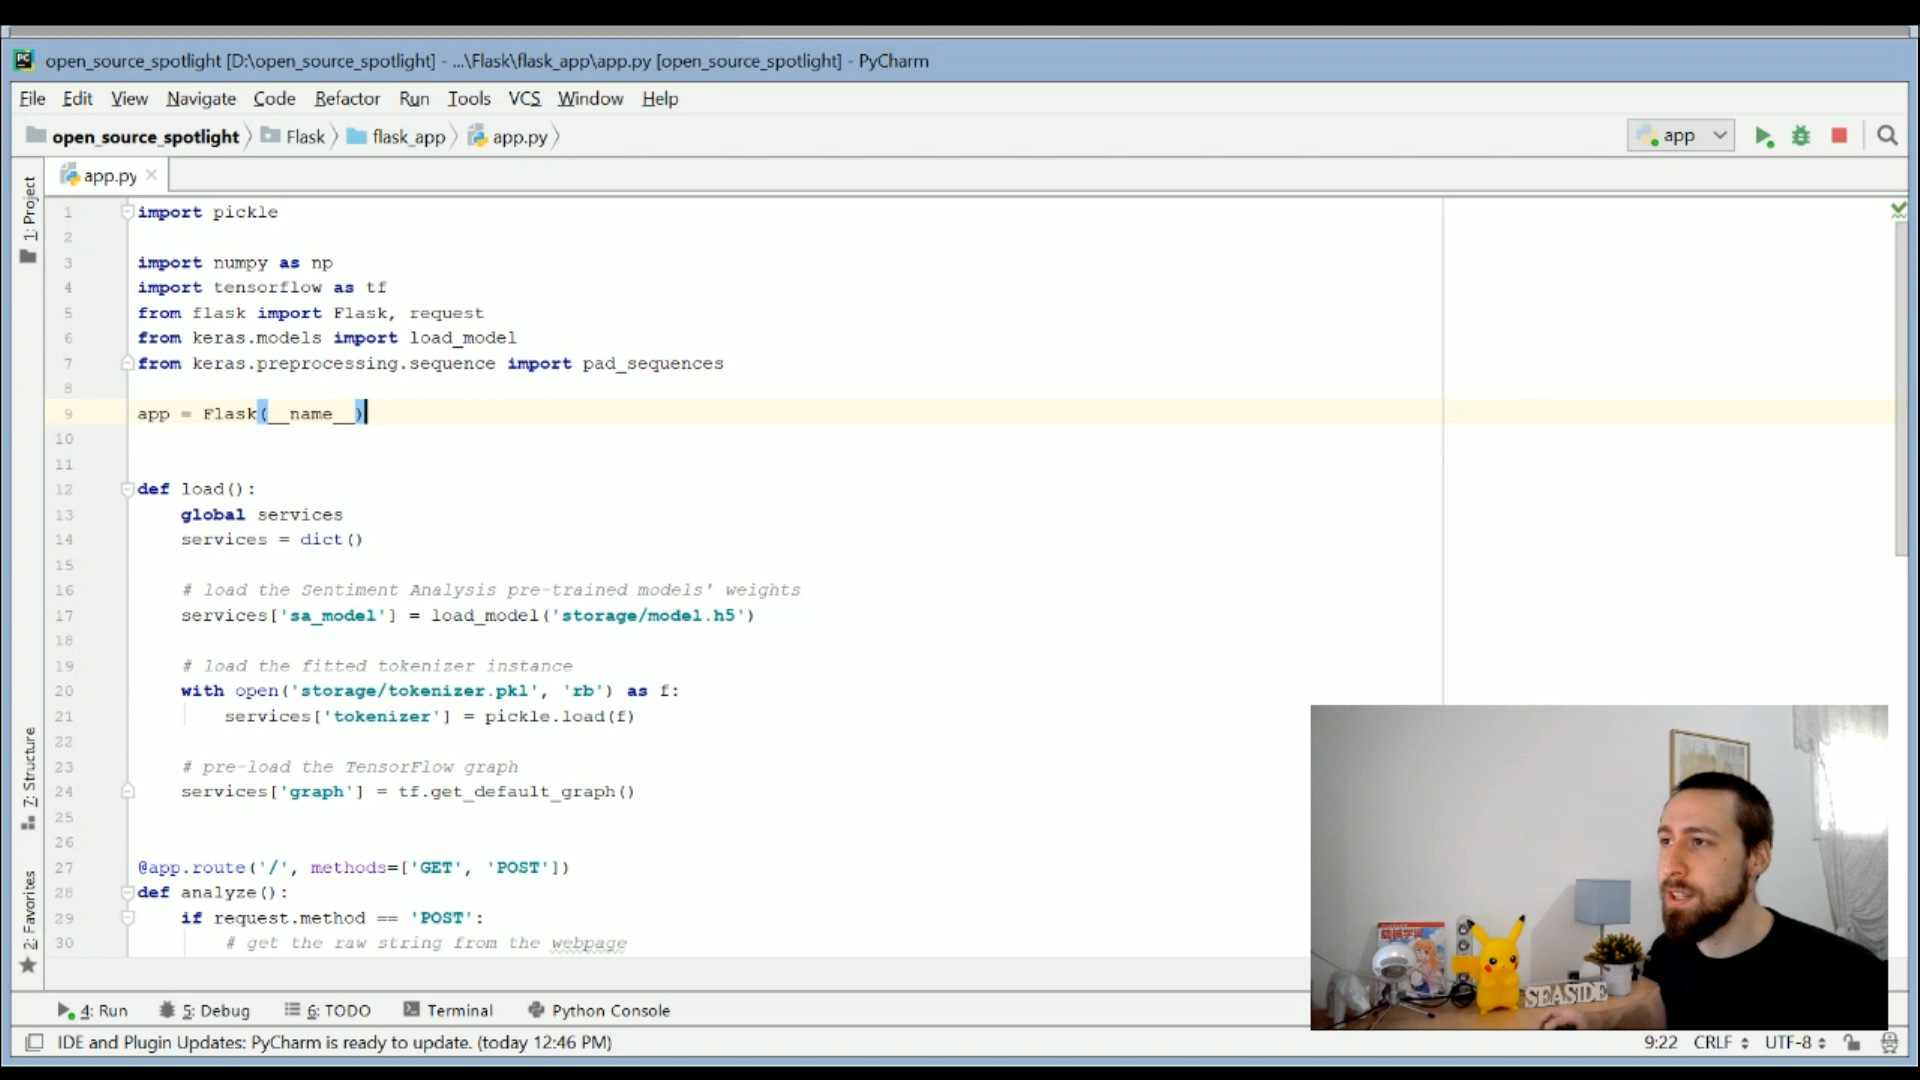 open_source_spotlight [D:\open_source_spotlight] - ...\Flask\flask_app\app.py [open_source_spotlight] - PyCharm
File Edit View Navigate Code Refactor Run Tools VCS Window Help
open_source_spotlight Flask flask_app app.py
app
app.py
1: Project
7: Structure
2: Favorites
1 import pickle
2
3 import numpy as np
4 import tensorflow as tf
5 from flask import Flask, request
6 from keras.models import load_model
7 from keras.preprocessing.sequence import pad_sequences
8
9 app = Flask(__name__)
10
11
12 def load():
13 global services
14 services = dict()
15
16 # load the Sentiment Analysis pre-trained models' weights
17 services['sa_model'] = load_model('storage/model.h5')
18
19 # load the fitted tokenizer instance
20 with open('storage/tokenizer.pkl', 'rb') as f:
21 services['tokenizer'] = pickle.load(f)
22
23 # pre-load the TensorFlow graph
24 services['graph'] = tf.get_default_graph()
25
26
27 @app.route('/', methods=['GET', 'POST'])
28 def analyze():
29 if request.method == 'POST':
30 # get the raw string from the webpage
SEASIDE
4: Run 5: Debug 6: TODO Terminal Python Console
IDE and Plugin Updates: PyCharm is ready to update. (today 12:46 PM)
9:22 CRLF UTF-8